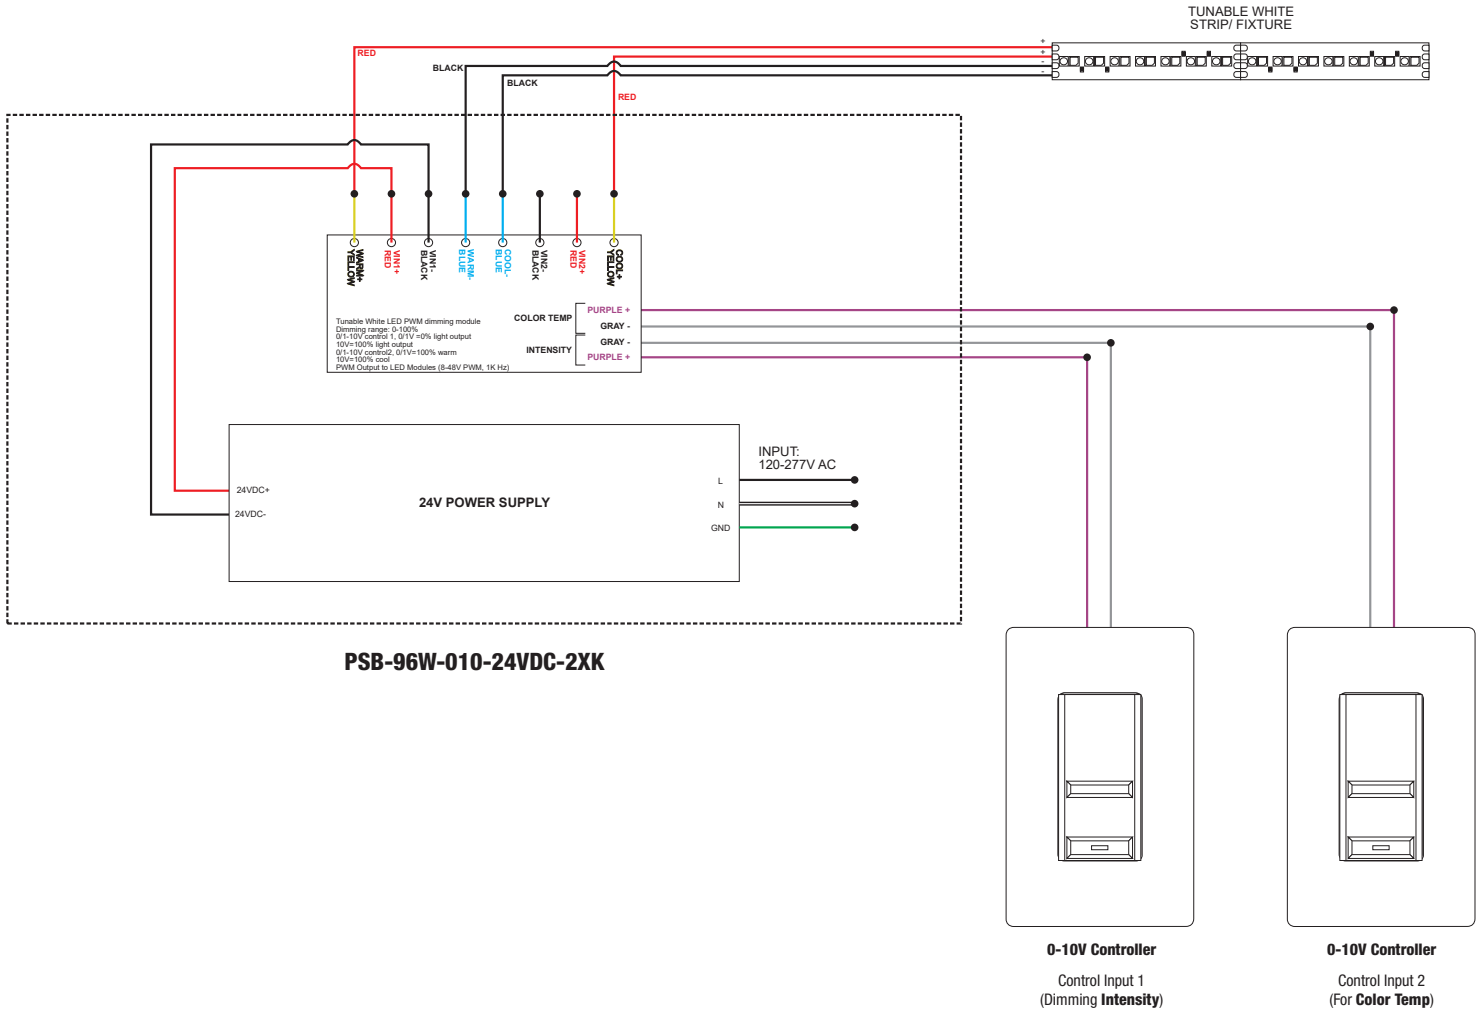 TUNABLE WHITE
STRIP/ FIXTURE
+
+
-
-
RED
BLACK
BLACK
RED
WARM+
YELLOW
VIN1+
RED
VIN1-
BLACK
WARM-
BLUE
COOL-
BLUE
VIN2-
BLACK
VIN2+
RED
COOL+
YELLOW
COLOR TEMP
PURPLE +
GRAY -
INTENSITY
GRAY -
PURPLE +
Tunable White LED PWM dimming module
Dimming range: 0-100%
0/1-10V control 1, 0/1V =0% light output
10V=100% light output
0/1-10V control2, 0/1V=100% warm
10V=100% cool
PWM Output to LED Modules (8-48V PWM, 1K Hz)
INPUT:
120-277V AC
24VDC+
24VDC-
24V POWER SUPPLY
L
N
GND
PSB-96W-010-24VDC-2XK
0-10V Controller
Control Input 1
(Dimming Intensity)
0-10V Controller
Control Input 2
(For Color Temp)